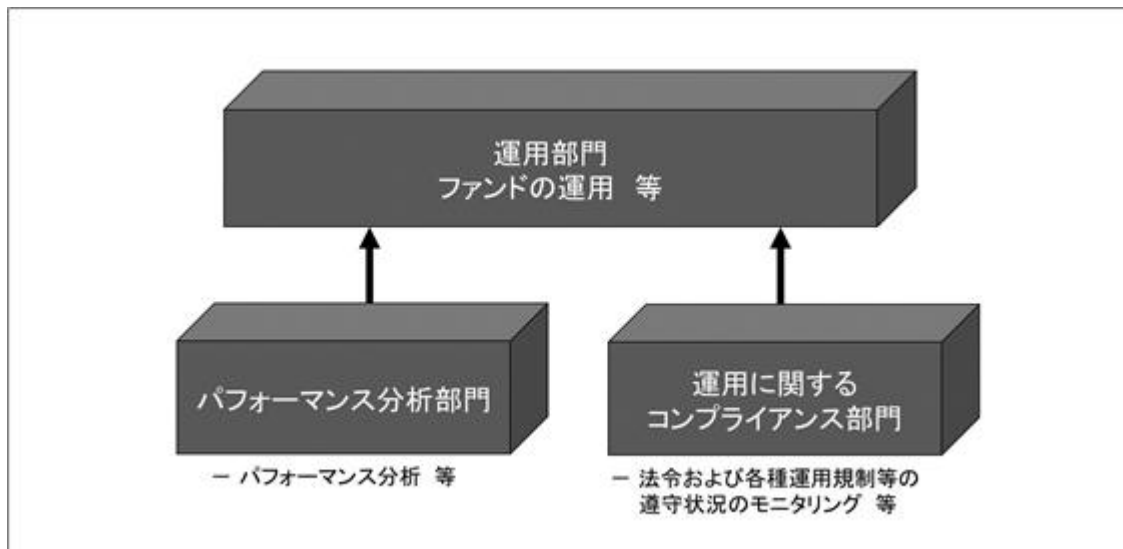 運用部門
ファンドの運用 等
パフォーマンス分析部門
－ パフォーマンス分析 等
運用に関する
コンプライアンス部門
－ 法令および各種運用規制等の
遵守状況のモニタリング 等